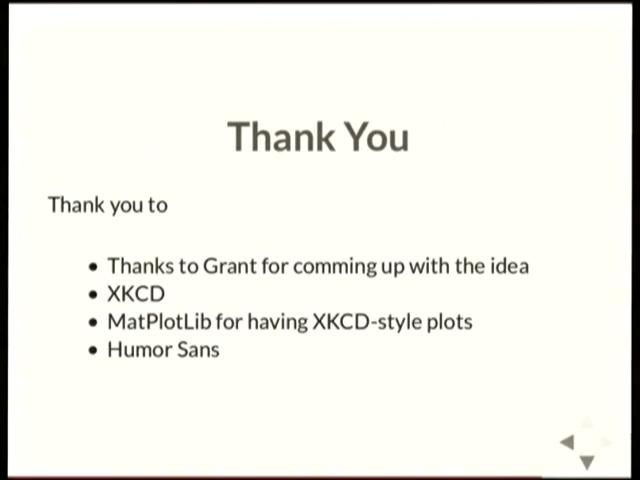 Thank You
Thank you to
• Thanks to Grant for comming up with the idea
• XKCD
• MatPlotLib for having XKCD-style plots
• Humor Sans